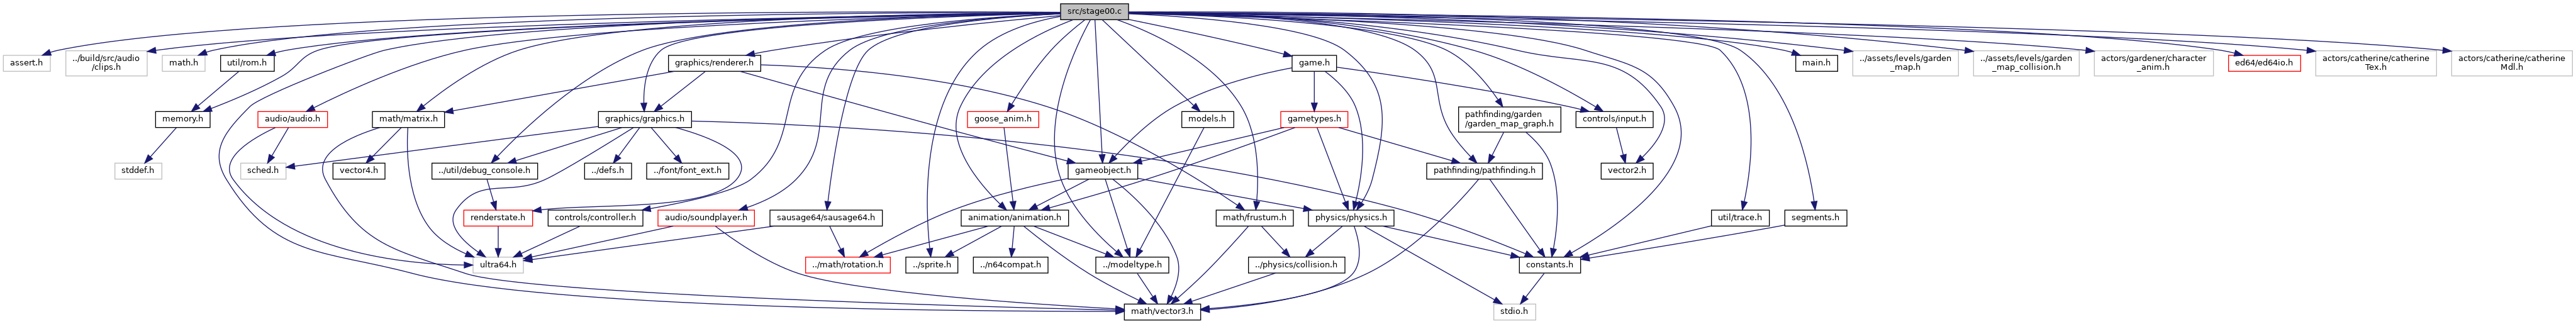 src/stage00.c
assert.h
../build/src/audio
/clips.h
math.h
util/rom.h
graphics/renderer.h
game.h
main.h
../assets/levels/garden
_map.h
../assets/levels/garden
_map_collision.h
actors/gardener/character
_anim.h
ed64/ed64io.h
actors/catherine/catherine
Tex.h
actors/catherine/catherine
Mdl.h
memory.h
audio/audio.h
math/matrix.h
graphics/graphics.h
goose_anim.h
models.h
gametypes.h
pathfinding/garden
/garden_map_graph.h
controls/input.h
stddef.h
sched.h
vector4.h
../util/debug_console.h
../defs.h
../font/font_ext.h
gameobject.h
pathfinding/pathfinding.h
vector2.h
renderstate.h
controls/controller.h
audio/soundplayer.h
sausage64/sausage64.h
animation/animation.h
math/frustum.h
physics/physics.h
util/trace.h
segments.h
ultra64.h
../math/rotation.h
../sprite.h
../n64compat.h
../modeltype.h
../physics/collision.h
constants.h
math/vector3.h
stdio.h